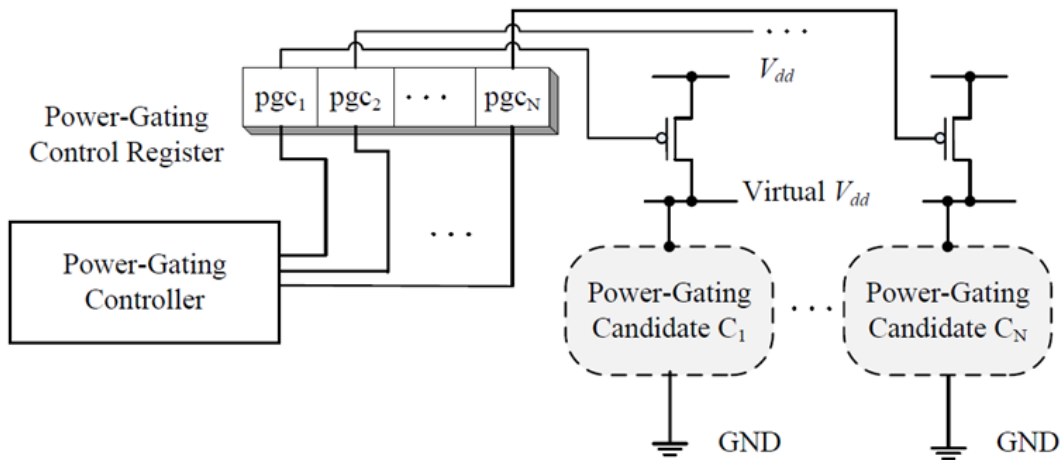 V_dd
pgc₁ pgc₂ · · · pgc_N
Power-Gating
Control Register
Virtual V_dd
Power-Gating
Controller
Power-Gating
Candidate C₁
Power-Gating
Candidate C_N
GND
GND